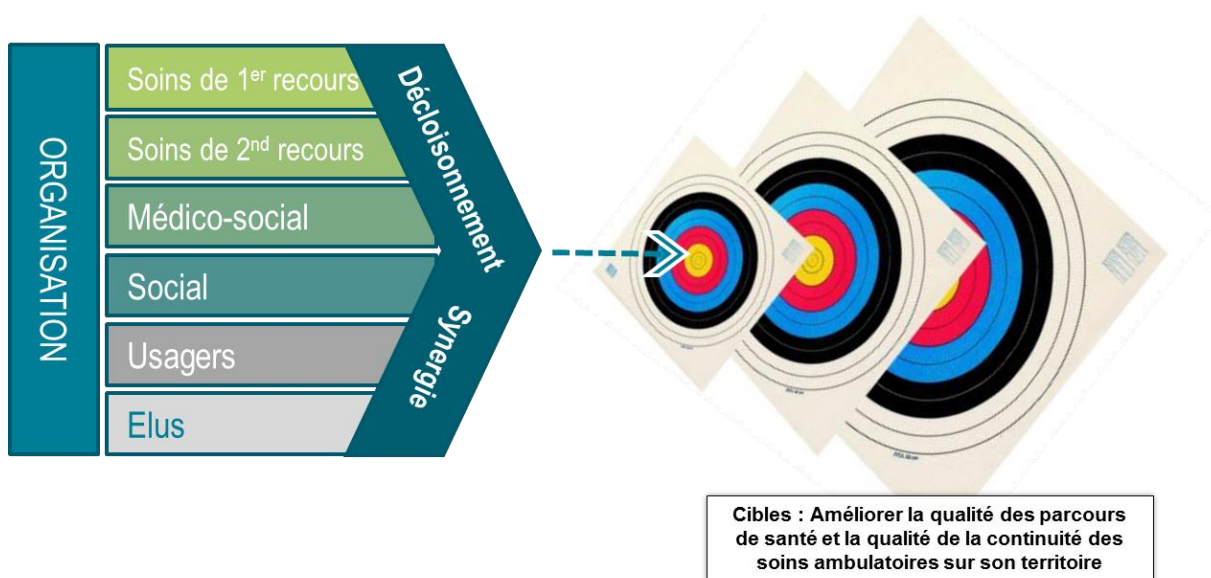 ORGANISATION
Soins de 1er recours
Soins de 2nd recours
Médico-social
Social
Usagers
Elus
Décloisonnement
Synergie
Cibles : Améliorer la qualité des parcours
de santé et la qualité de la continuité des
soins ambulatoires sur son territoire